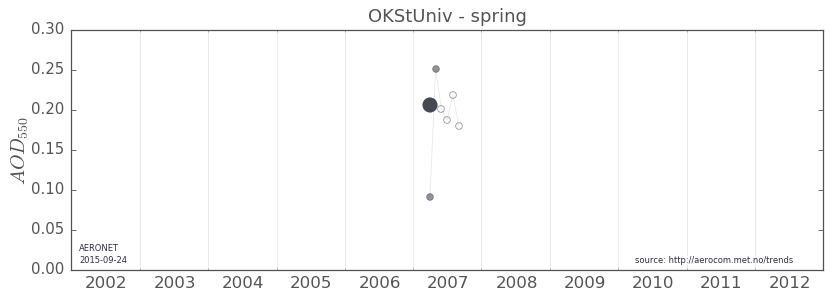 OKStUniv - spring
0.30
0.25
0.20
0.15
0.10
0.05
0.00
AOD550
AERONET
2015-09-24
source: http://aerocom.met.no/trends
2002 2003 2004 2005 2006 2007 2008 2009 2010 2011 2012